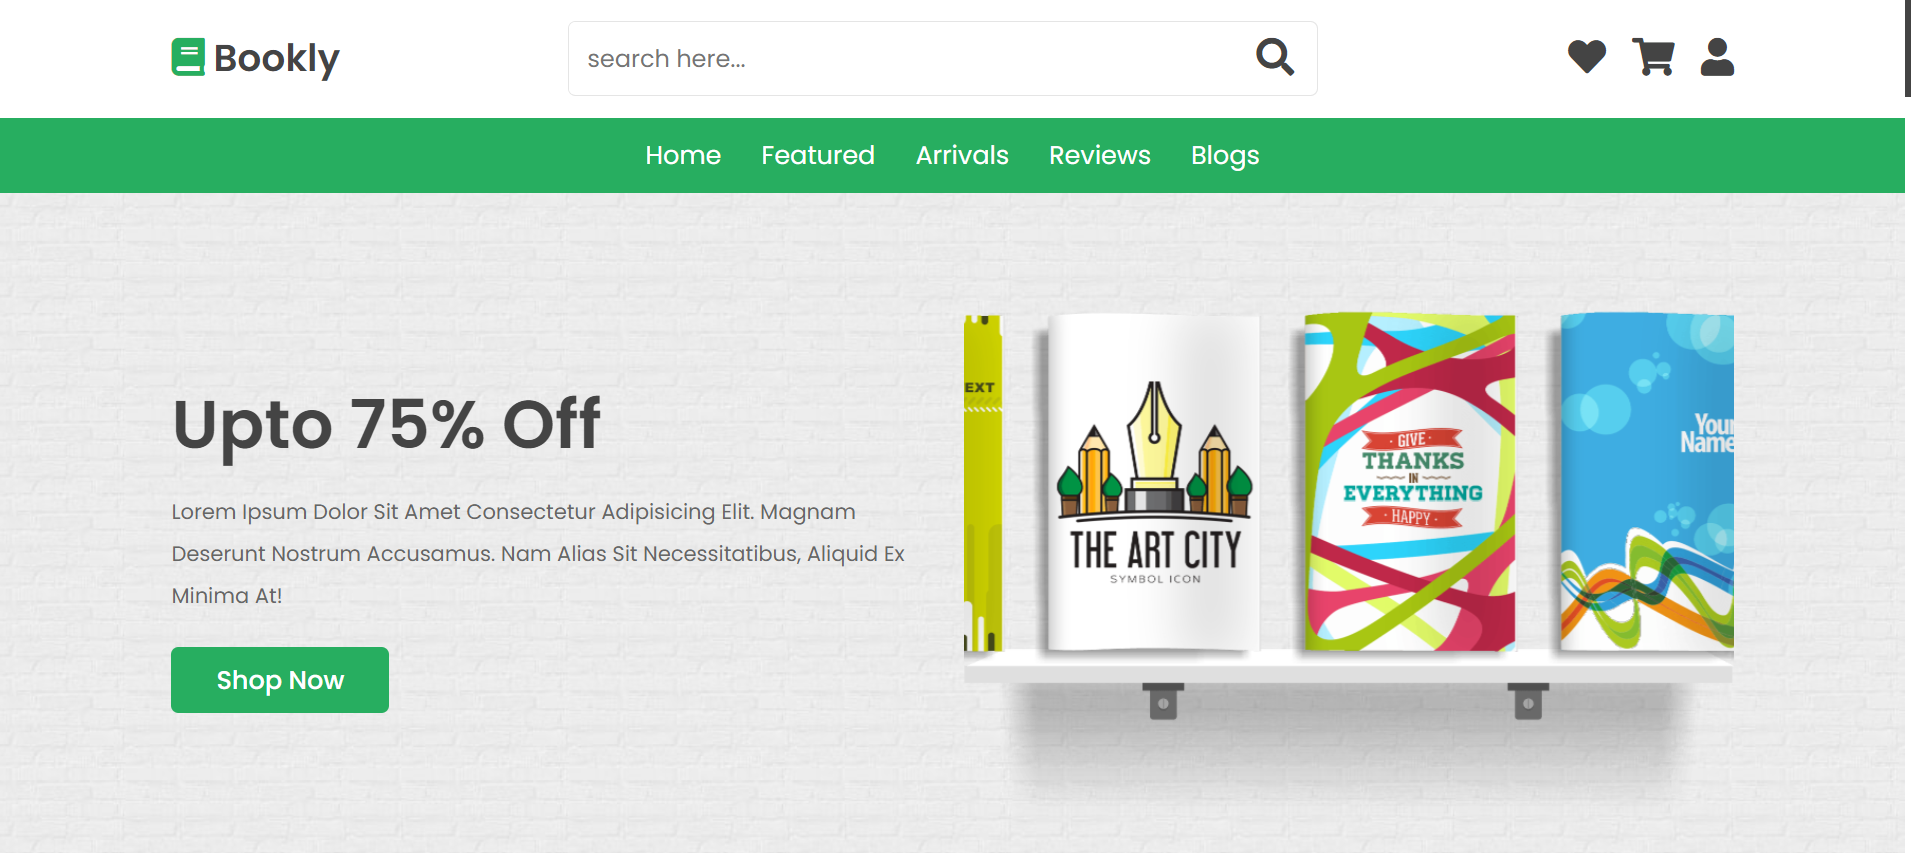 Bookly
search here...
Home Featured Arrivals Reviews Blogs
Upto 75% Off
Lorem Ipsum Dolor Sit Amet Consectetur Adipisicing Elit. Magnam
Deserunt Nostrum Accusamus. Nam Alias Sit Necessitatibus, Aliquid Ex
Minima At!
Shop Now
EXT
THE ART CITY
SYMBOL ICON
GIVE
THANKS
IN
EVERYTHING
HAPPY
Your
Name